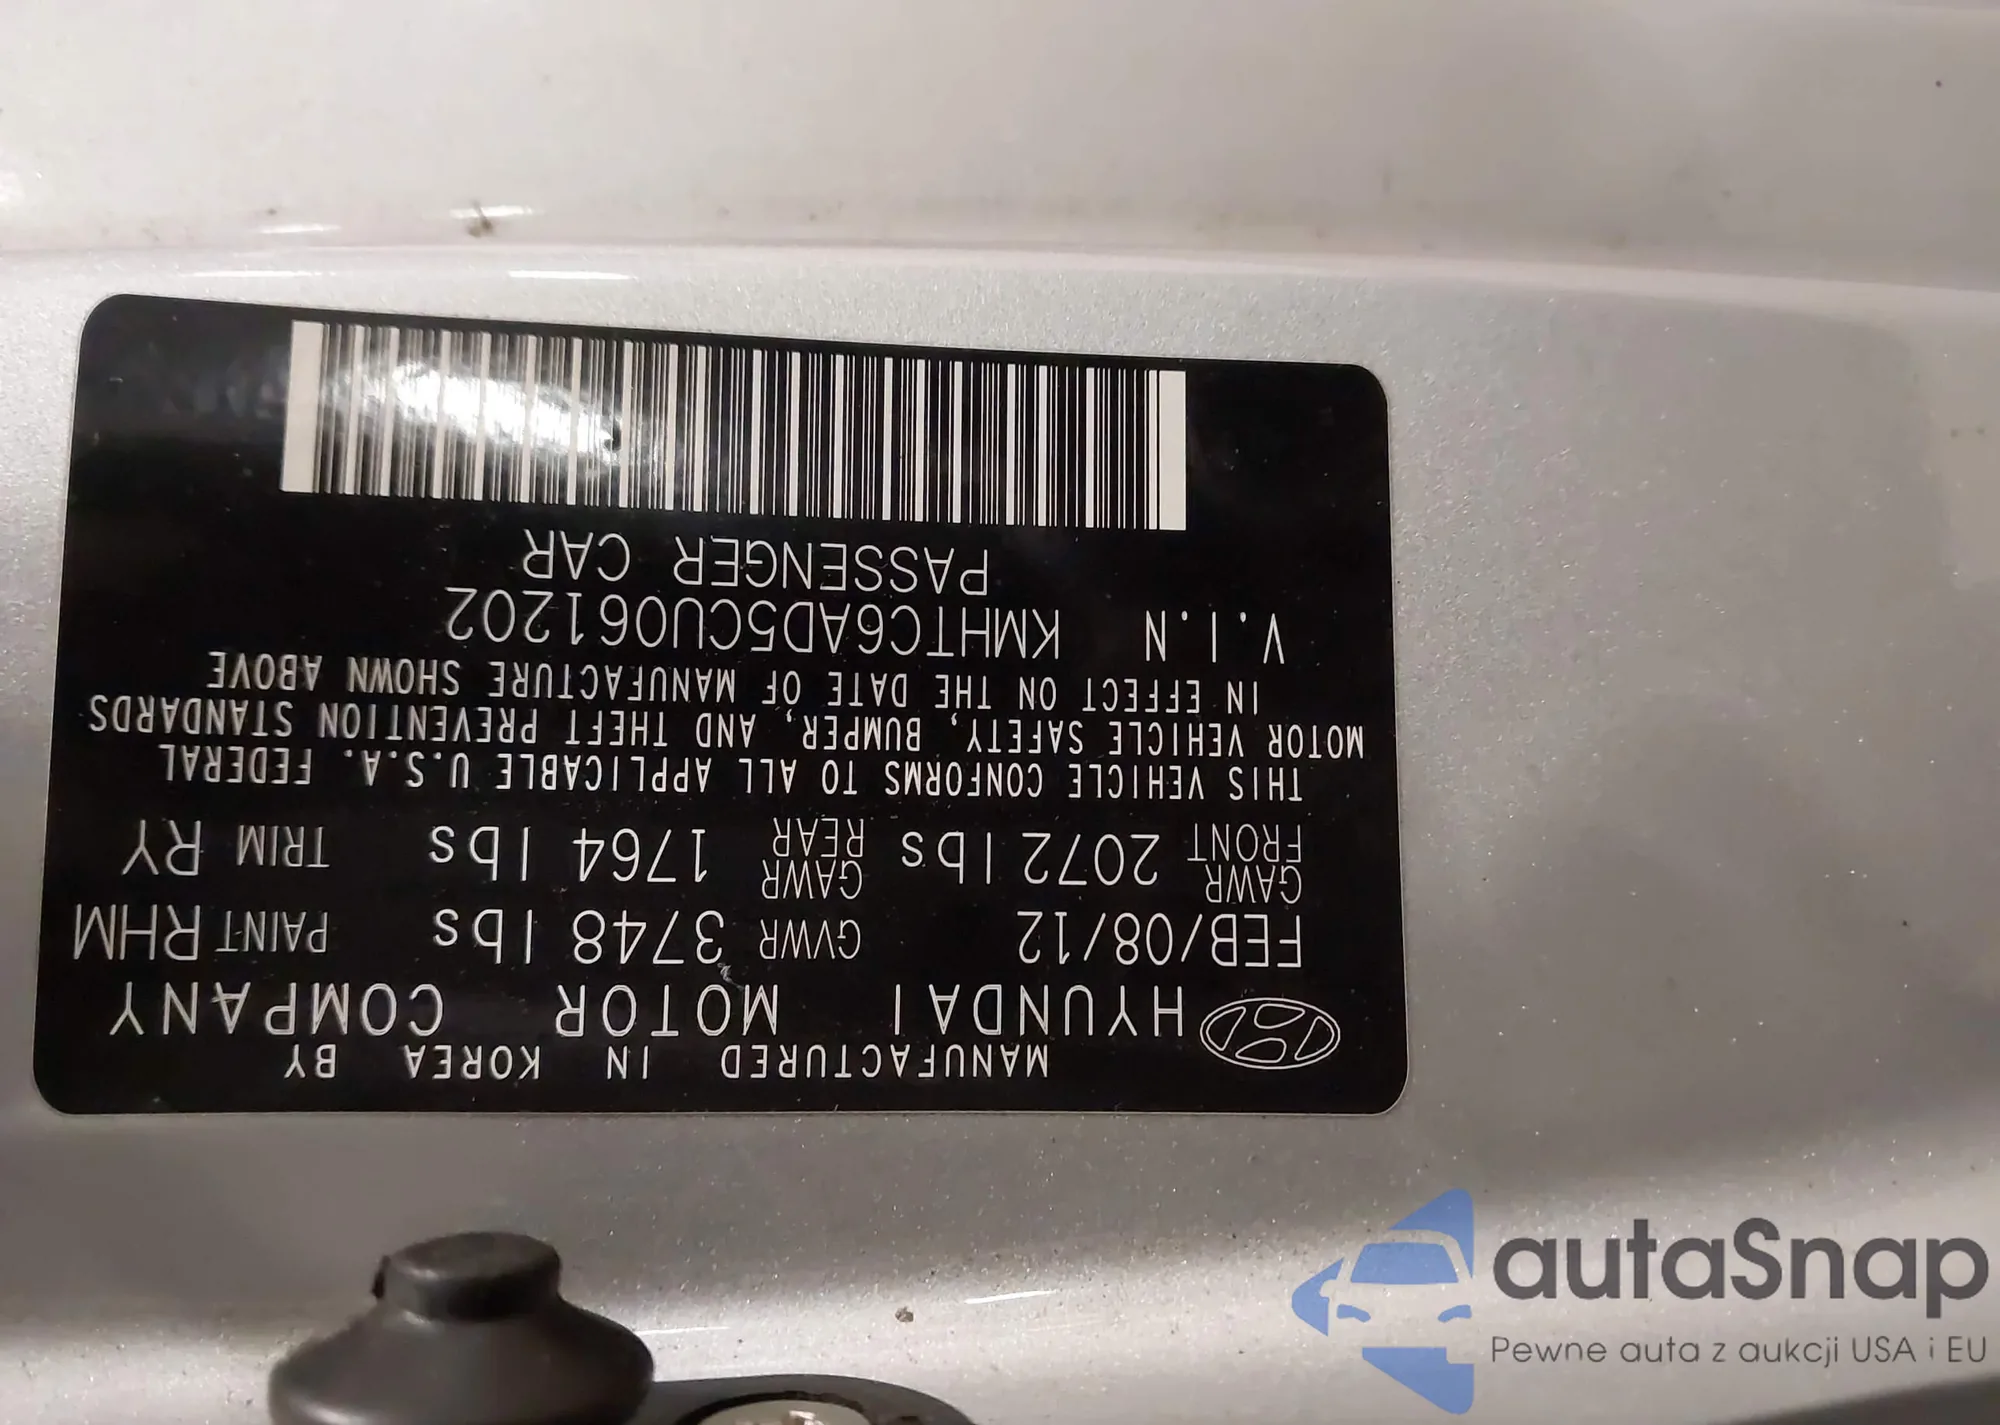 MANUFACTURED IN KOREA BY
HYUNDAI MOTOR COMPANY
FEB/08/12 GVWR 3748 lbs PAINT RHM
GAWR FRONT 2072 lbs GAWR REAR 1764 lbs TRIM RY
THIS VEHICLE CONFORMS TO ALL APPLICABLE U.S.A. FEDERAL
MOTOR VEHICLE SAFETY, BUMPER, AND THEFT PREVENTION STANDARDS
IN EFFECT ON THE DATE OF MANUFACTURE SHOWN ABOVE
V.I.N KMHTC6AD5CU061202
PASSENGER CAR
autaSnap
Pewne auta z aukcji USA i EU